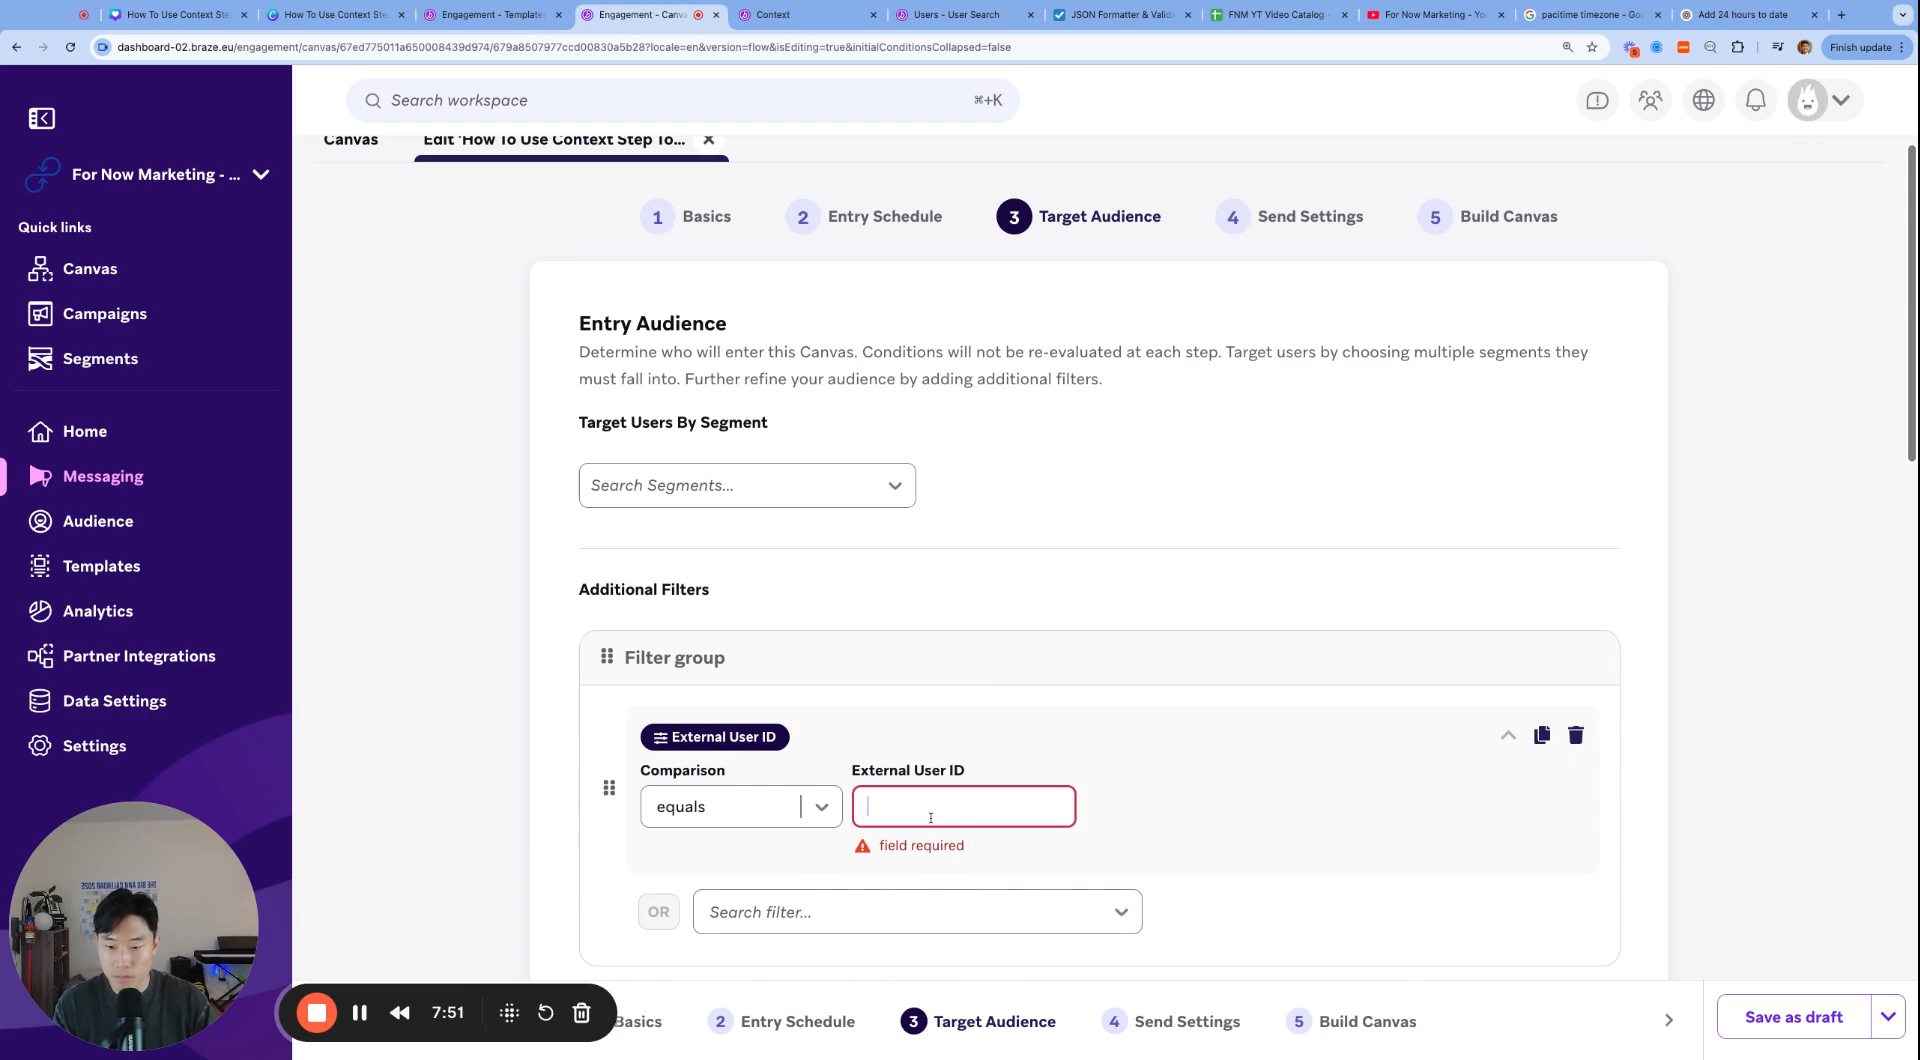 How To Use Context Ste
How To Use Context Ste
Engagement - Template
Engagement - Canva
Context
Users - User Search
JSON Formatter & Valida
FNM YT Video Catalog -
For Now Marketing - Yo
pacitime timezone - Goo
Add 24 hours to date
dashboard-02.braze.eu/engagement/canvas/67ed775011a650008439d974/679a8507977ccd00830a5b28?locale=en&version=flow&isEditing=true&initialConditionsCollapsed=false
Finish update
Search workspace
⌘+K
Canvas
Edit 'How To Use Context Step To...
For Now Marketing - ...
Quick links
Canvas
Campaigns
Segments
Home
Messaging
Audience
Templates
Analytics
Partner Integrations
Data Settings
Settings
1 Basics
2 Entry Schedule
3 Target Audience
4 Send Settings
5 Build Canvas
Entry Audience
Determine who will enter this Canvas. Conditions will not be re-evaluated at each step. Target users by choosing multiple segments they
must fall into. Further refine your audience by adding additional filters.
Target Users By Segment
Search Segments...
Additional Filters
Filter group
External User ID
Comparison
External User ID
equals
field required
OR
Search filter...
7:51
Basics
2 Entry Schedule
3 Target Audience
4 Send Settings
5 Build Canvas
Save as draft